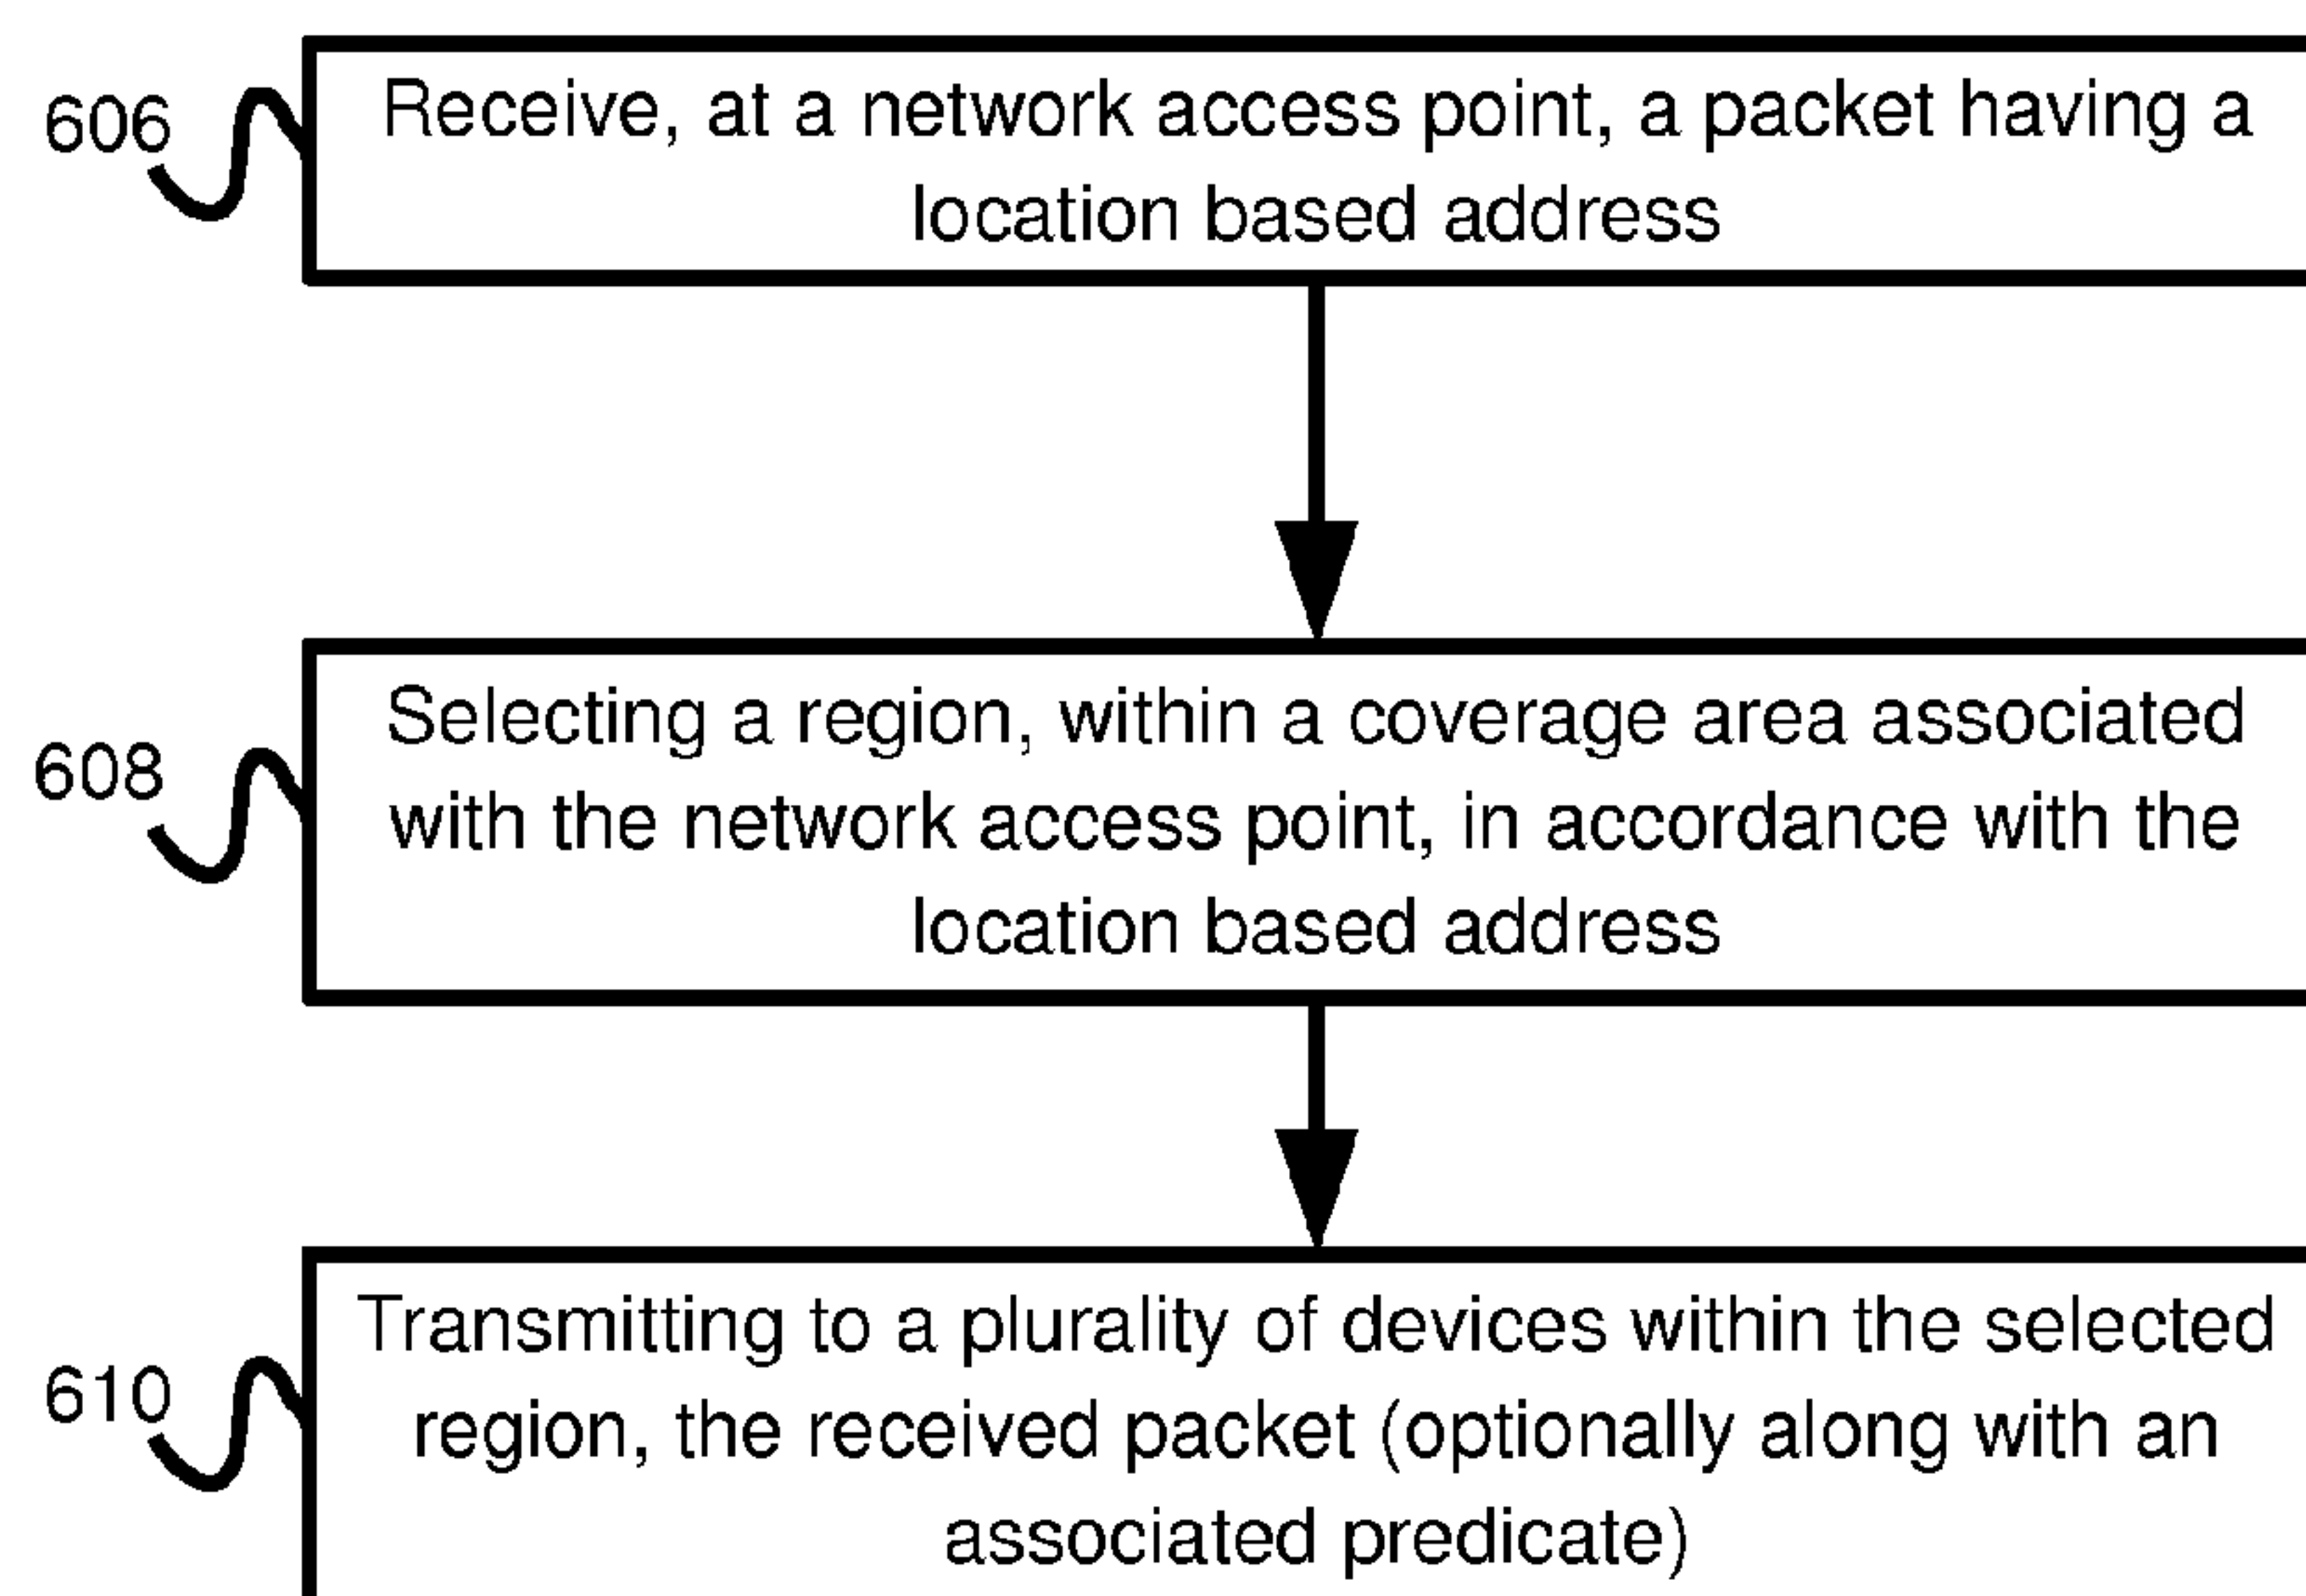 606
Receive, at a network access point, a packet having a
location based address
608
Selecting a region, within a coverage area associated
with the network access point, in accordance with the
location based address
610
Transmitting to a plurality of devices within the selected
region, the received packet (optionally along with an
associated predicate)